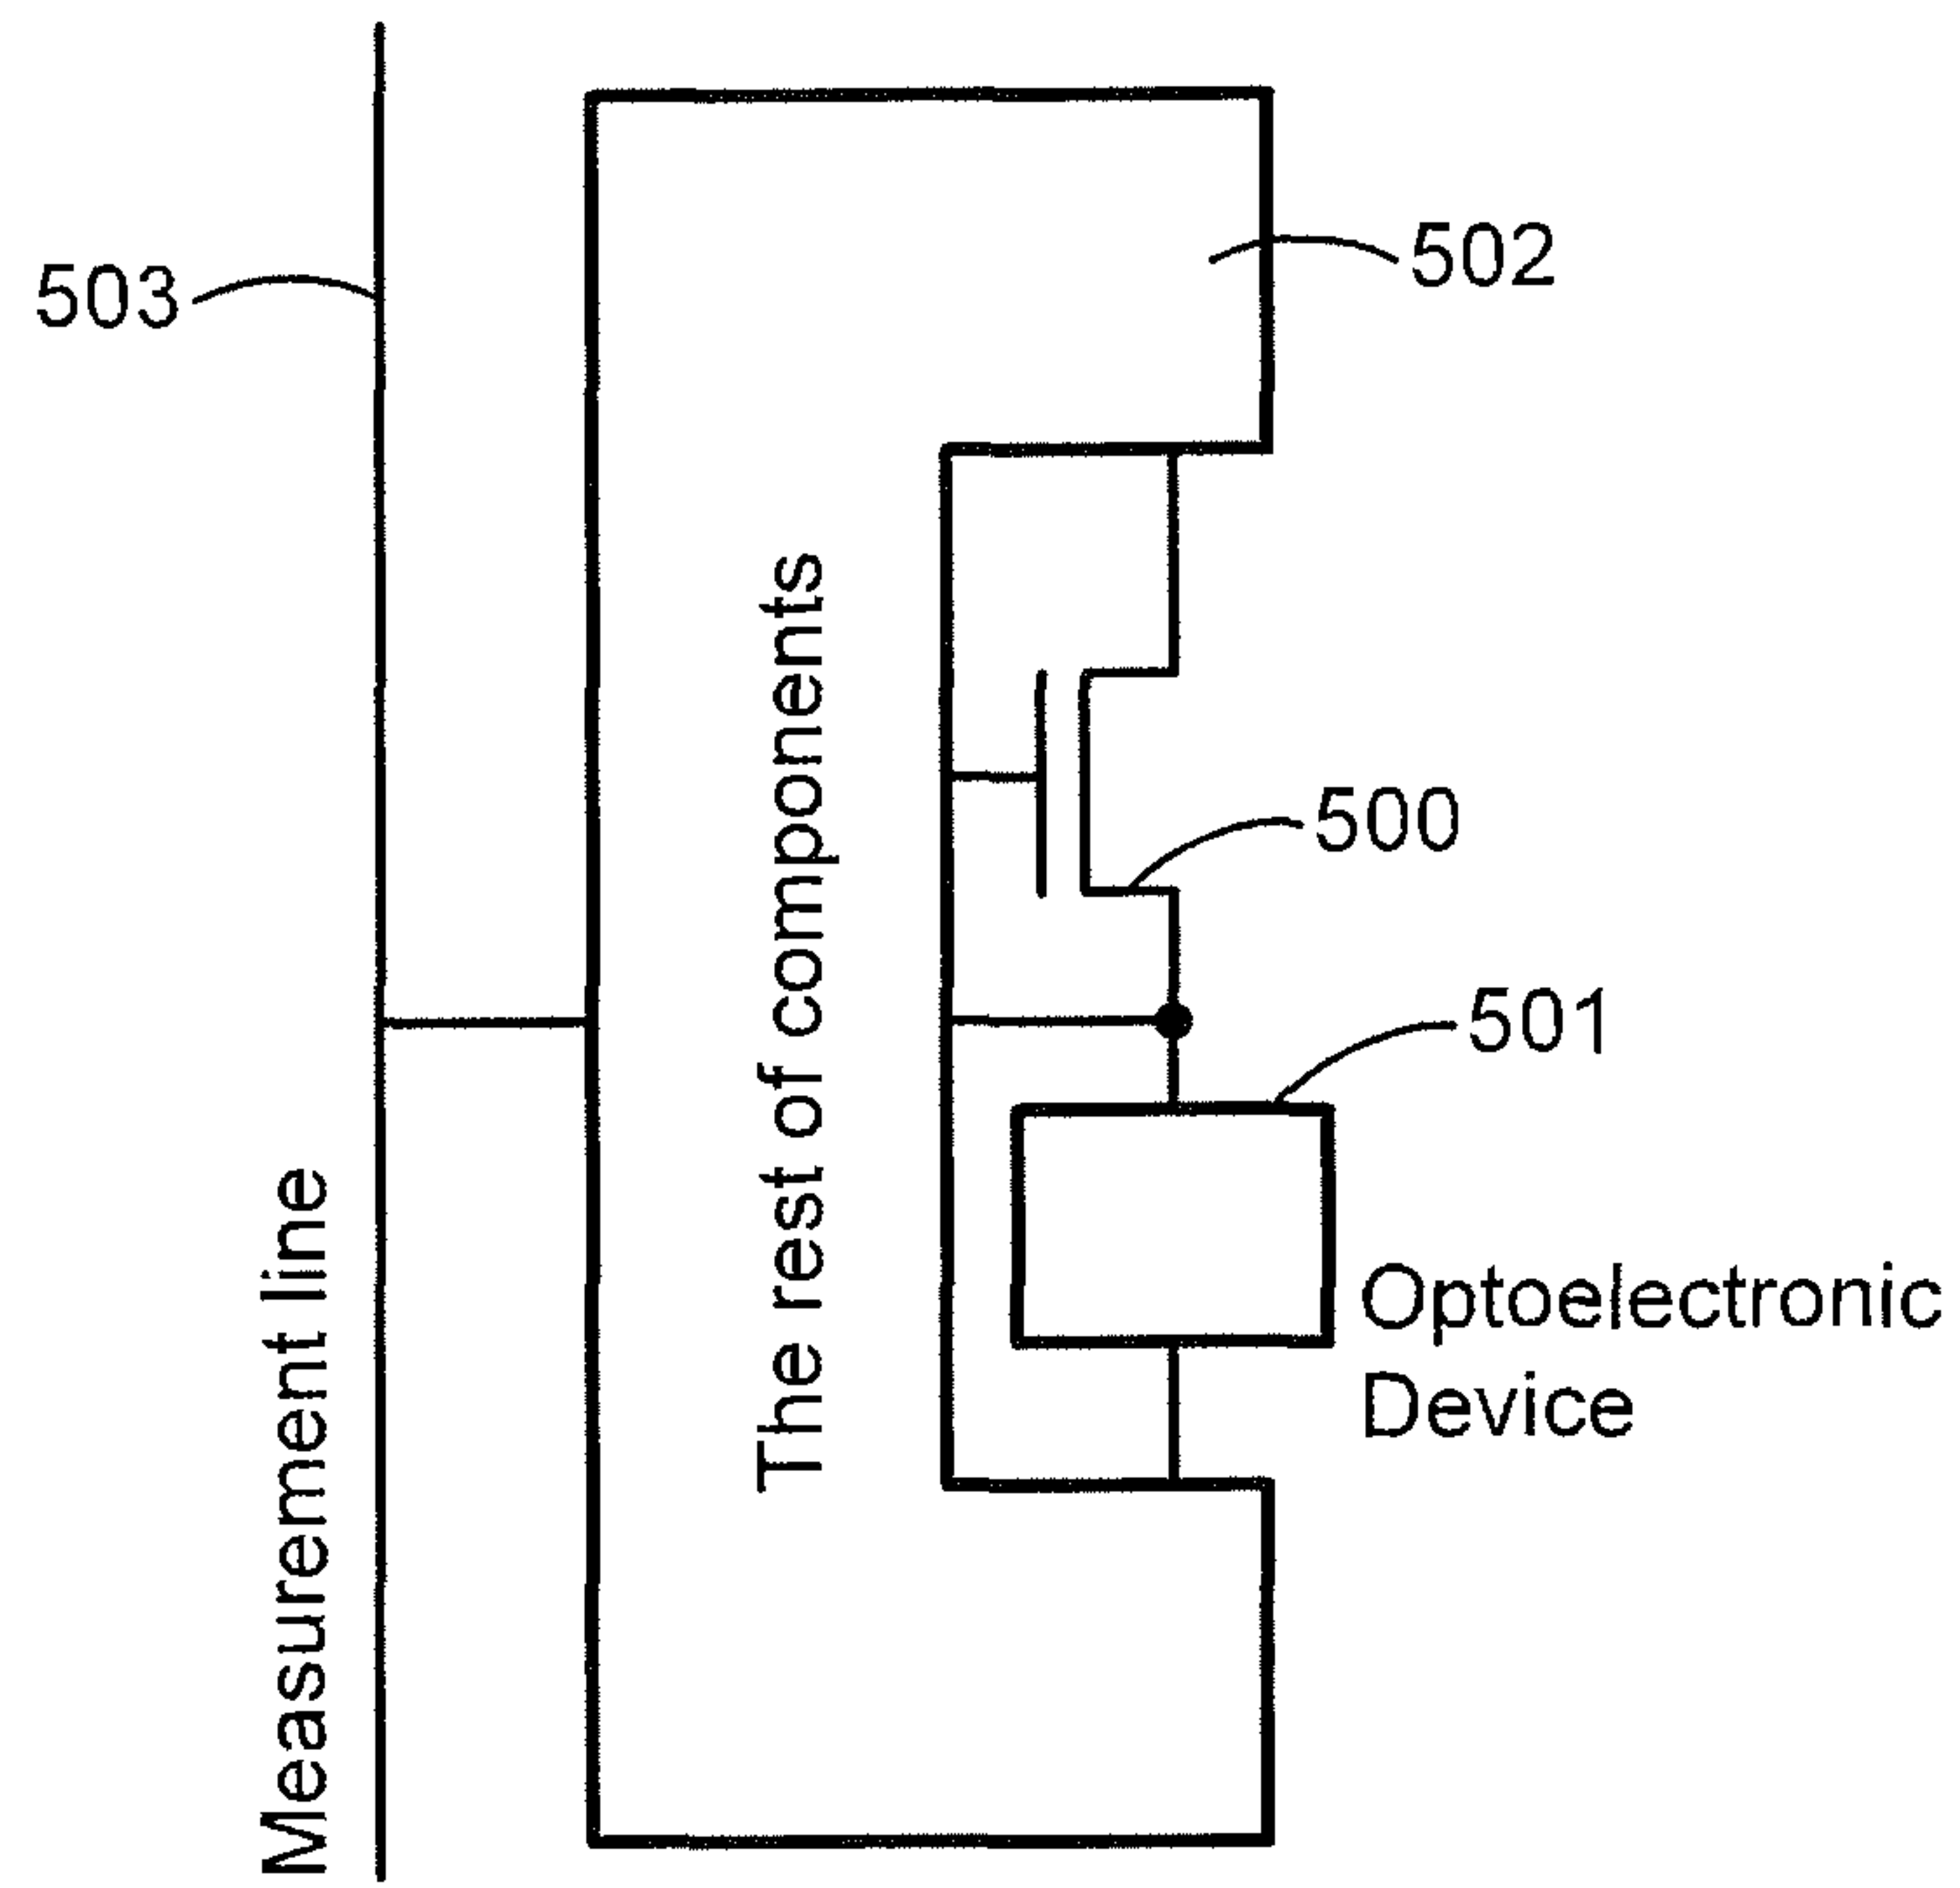 503
502
The rest of components
500
501
Measurement line
Optoelectronic
Device